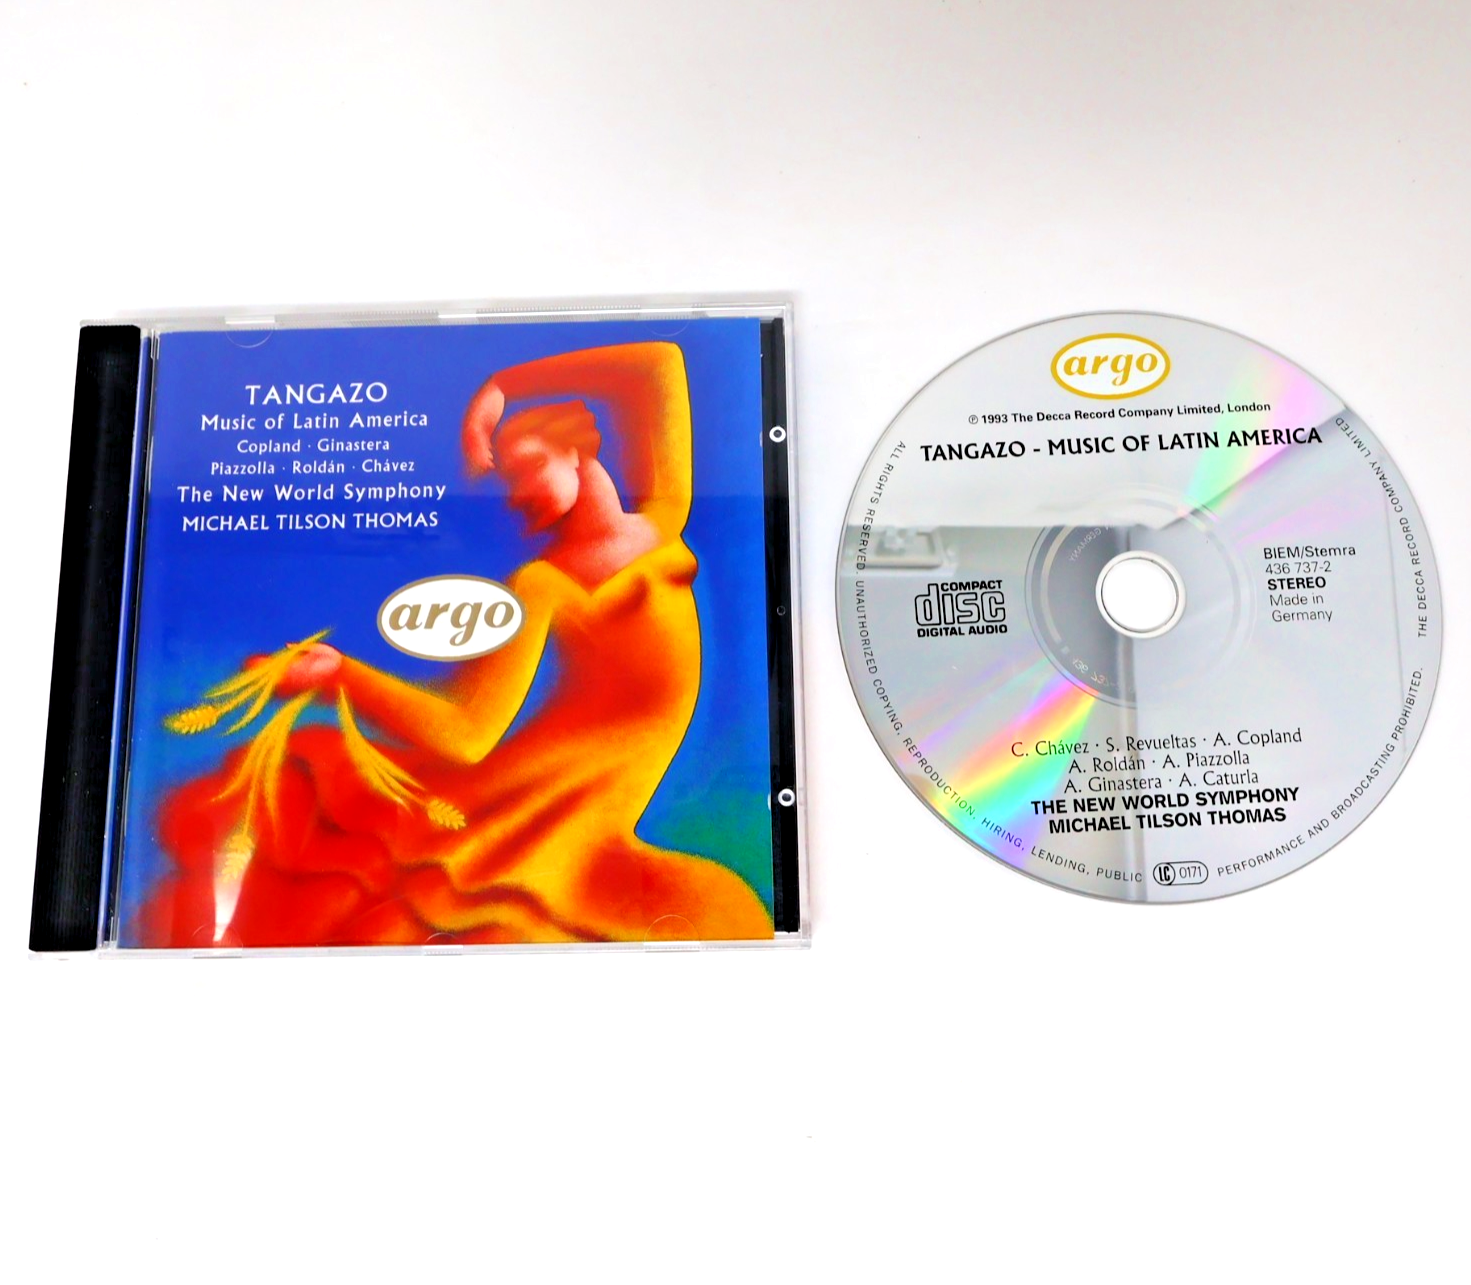 TANGAZO
Music of Latin America
Copland · Ginastera
Piazzolla · Roldán · Chávez
The New World Symphony
MICHAEL TILSON THOMAS
argo
argo
℗ 1993 The Decca Record Company Limited, London
TANGAZO - MUSIC OF LATIN AMERICA
COMPACT
disc
DIGITAL AUDIO
BIEM/Stemra
436 737-2
STEREO
Made in
Germany
C. Chávez · S. Revueltas · A. Copland
A. Roldán · A. Piazzolla
A. Ginastera · A. Caturla
THE NEW WORLD SYMPHONY
MICHAEL TILSON THOMAS
ALL RIGHTS RESERVED. UNAUTHORIZED COPYING, REPRODUCTION, HIRING, LENDING, PUBLIC
LC 0171
PERFORMANCE AND BROADCASTING PROHIBITED.
THE DECCA RECORD COMPANY LIMITED